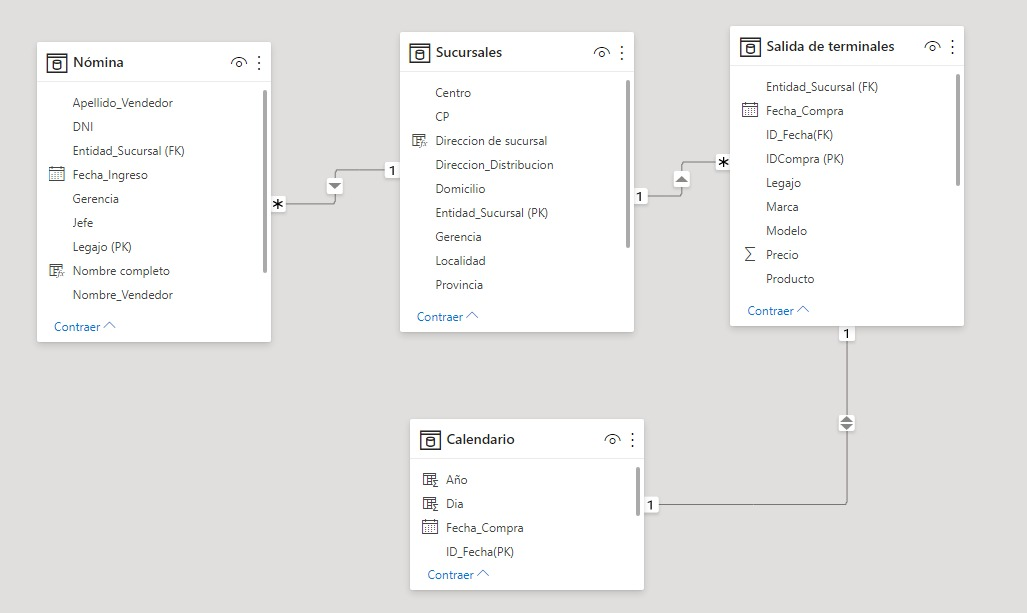 Nómina
Apellido_Vendedor
DNI
Entidad_Sucursal (FK)
Fecha_Ingreso
Gerencia
Jefe
Legajo (PK)
Nombre completo
Nombre_Vendedor
Contraer
*
1
Sucursales
Centro
CP
Direccion de sucursal
Direccion_Distribucion
Domicilio
Entidad_Sucursal (PK)
Gerencia
Localidad
Provincia
Contraer
1
*
Salida de terminales
Entidad_Sucursal (FK)
Fecha_Compra
ID_Fecha(FK)
IDCompra (PK)
Legajo
Marca
Modelo
Precio
Producto
Contraer
1
Calendario
Año
Dia
Fecha_Compra
ID_Fecha(PK)
Contraer
1